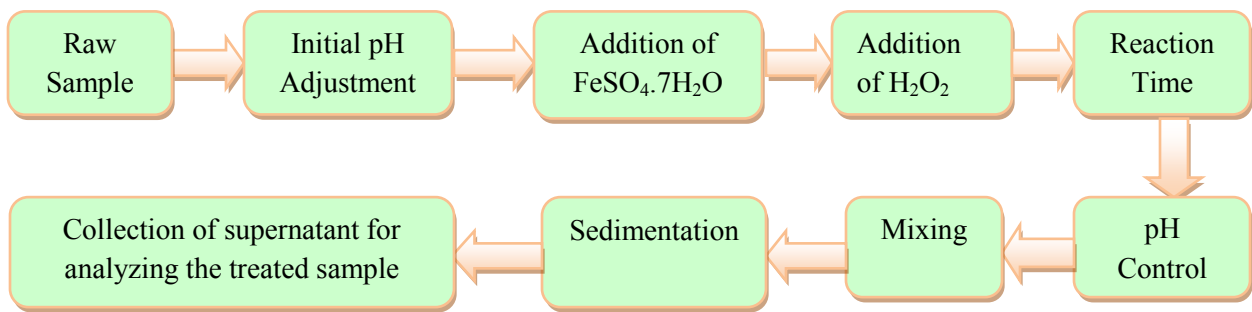 Raw
Sample
Initial pH
Adjustment
Addition of
FeSO₄.7H₂O
Addition
of H₂O₂
Reaction
Time
pH
Control
Mixing
Sedimentation
Collection of supernatant for
analyzing the treated sample